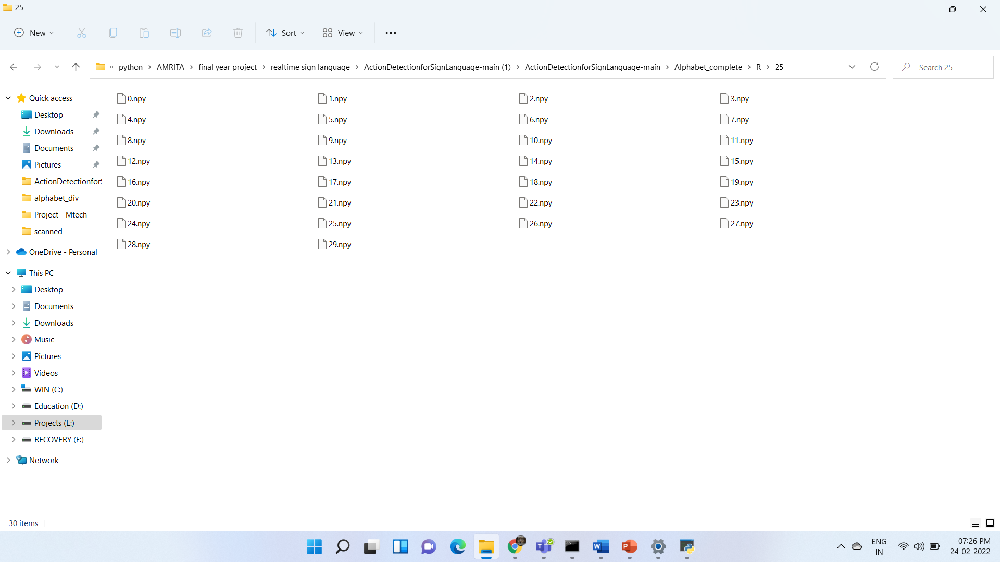 25
New
Sort
View
« python > AMRITA > final year project > realtime sign language > ActionDetectionforSignLanguage-main (1) > ActionDetectionforSignLanguage-main > Alphabet_complete > R > 25
Search 25
Quick access
Desktop
Downloads
Documents
Pictures
ActionDetectionfor
alphabet_div
Project - Mtech
scanned
OneDrive - Personal
This PC
Desktop
Documents
Downloads
Music
Pictures
Videos
WIN (C:)
Education (D:)
Projects (E:)
RECOVERY (F:)
Network
0.npy 1.npy 2.npy 3.npy
4.npy 5.npy 6.npy 7.npy
8.npy 9.npy 10.npy 11.npy
12.npy 13.npy 14.npy 15.npy
16.npy 17.npy 18.npy 19.npy
20.npy 21.npy 22.npy 23.npy
24.npy 25.npy 26.npy 27.npy
28.npy 29.npy
30 items
ENG
IN
07:26 PM
24-02-2022